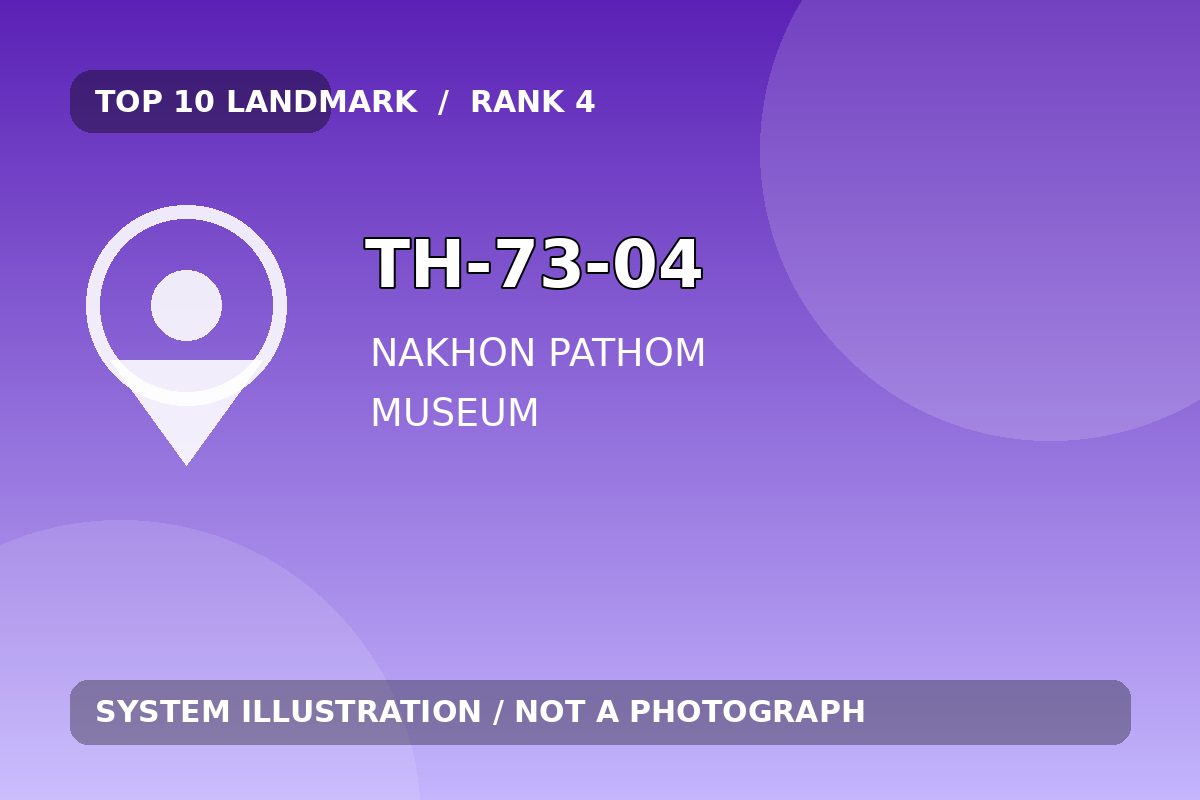 TOP 10 LANDMARK / RANK 4
TH-73-04
NAKHON PATHOM
MUSEUM
SYSTEM ILLUSTRATION / NOT A PHOTOGRAPH